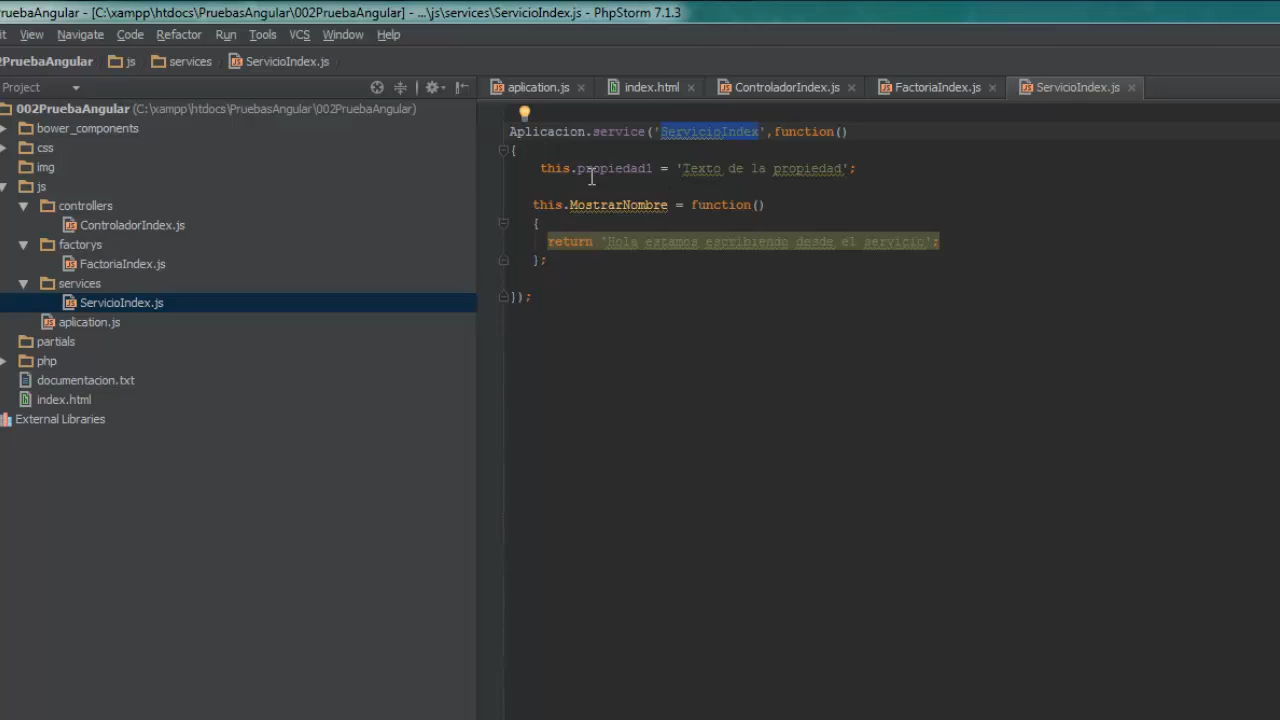 PruebaAngular - [C:\xampp\htdocs\PruebasAngular\002PruebaAngular] - ...\js\services\ServicioIndex.js - PhpStorm 7.1.3
it View Navigate Code Refactor Run Tools VCS Window Help
2PruebaAngular js services ServicioIndex.js
Project
aplication.js index.html ControladorIndex.js FactoriaIndex.js ServicioIndex.js
002PruebaAngular (C:\xampp\htdocs\PruebasAngular\002PruebaAngular)
bower_components
css
img
js
controllers
ControladorIndex.js
factorys
FactoriaIndex.js
services
ServicioIndex.js
aplication.js
partials
php
documentacion.txt
index.html
External Libraries
Aplicacion.service('ServicioIndex',function()
{
this.propiedad1 = 'Texto de la propiedad';
this.MostrarNombre = function()
{
return 'Hola estamos escribiendo desde el servicio';
};
});